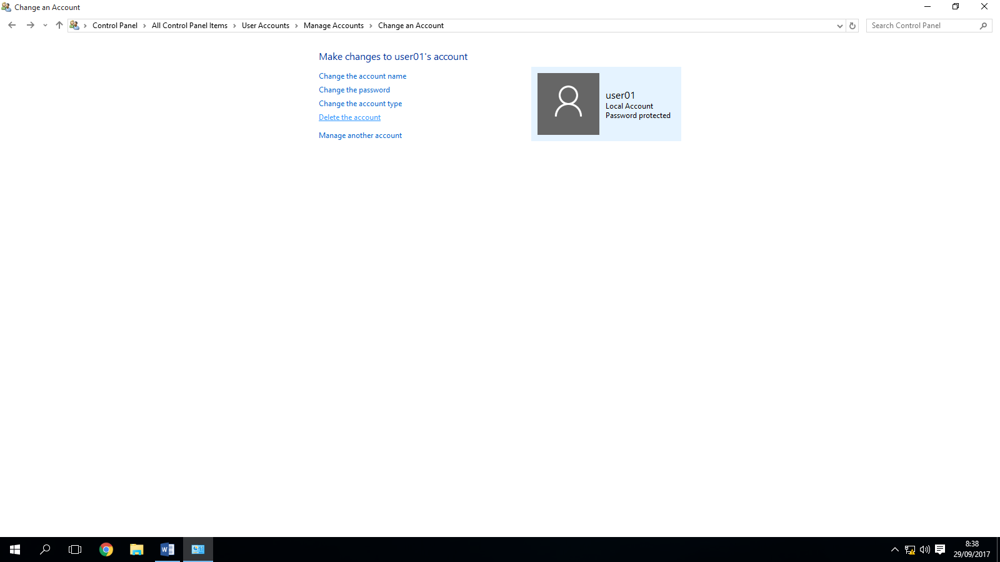 Change an Account
Control Panel > All Control Panel Items > User Accounts > Manage Accounts > Change an Account
Search Control Panel
Make changes to user01's account
Change the account name
Change the password
Change the account type
Delete the account
Manage another account
user01
Local Account
Password protected
8:38
29/09/2017